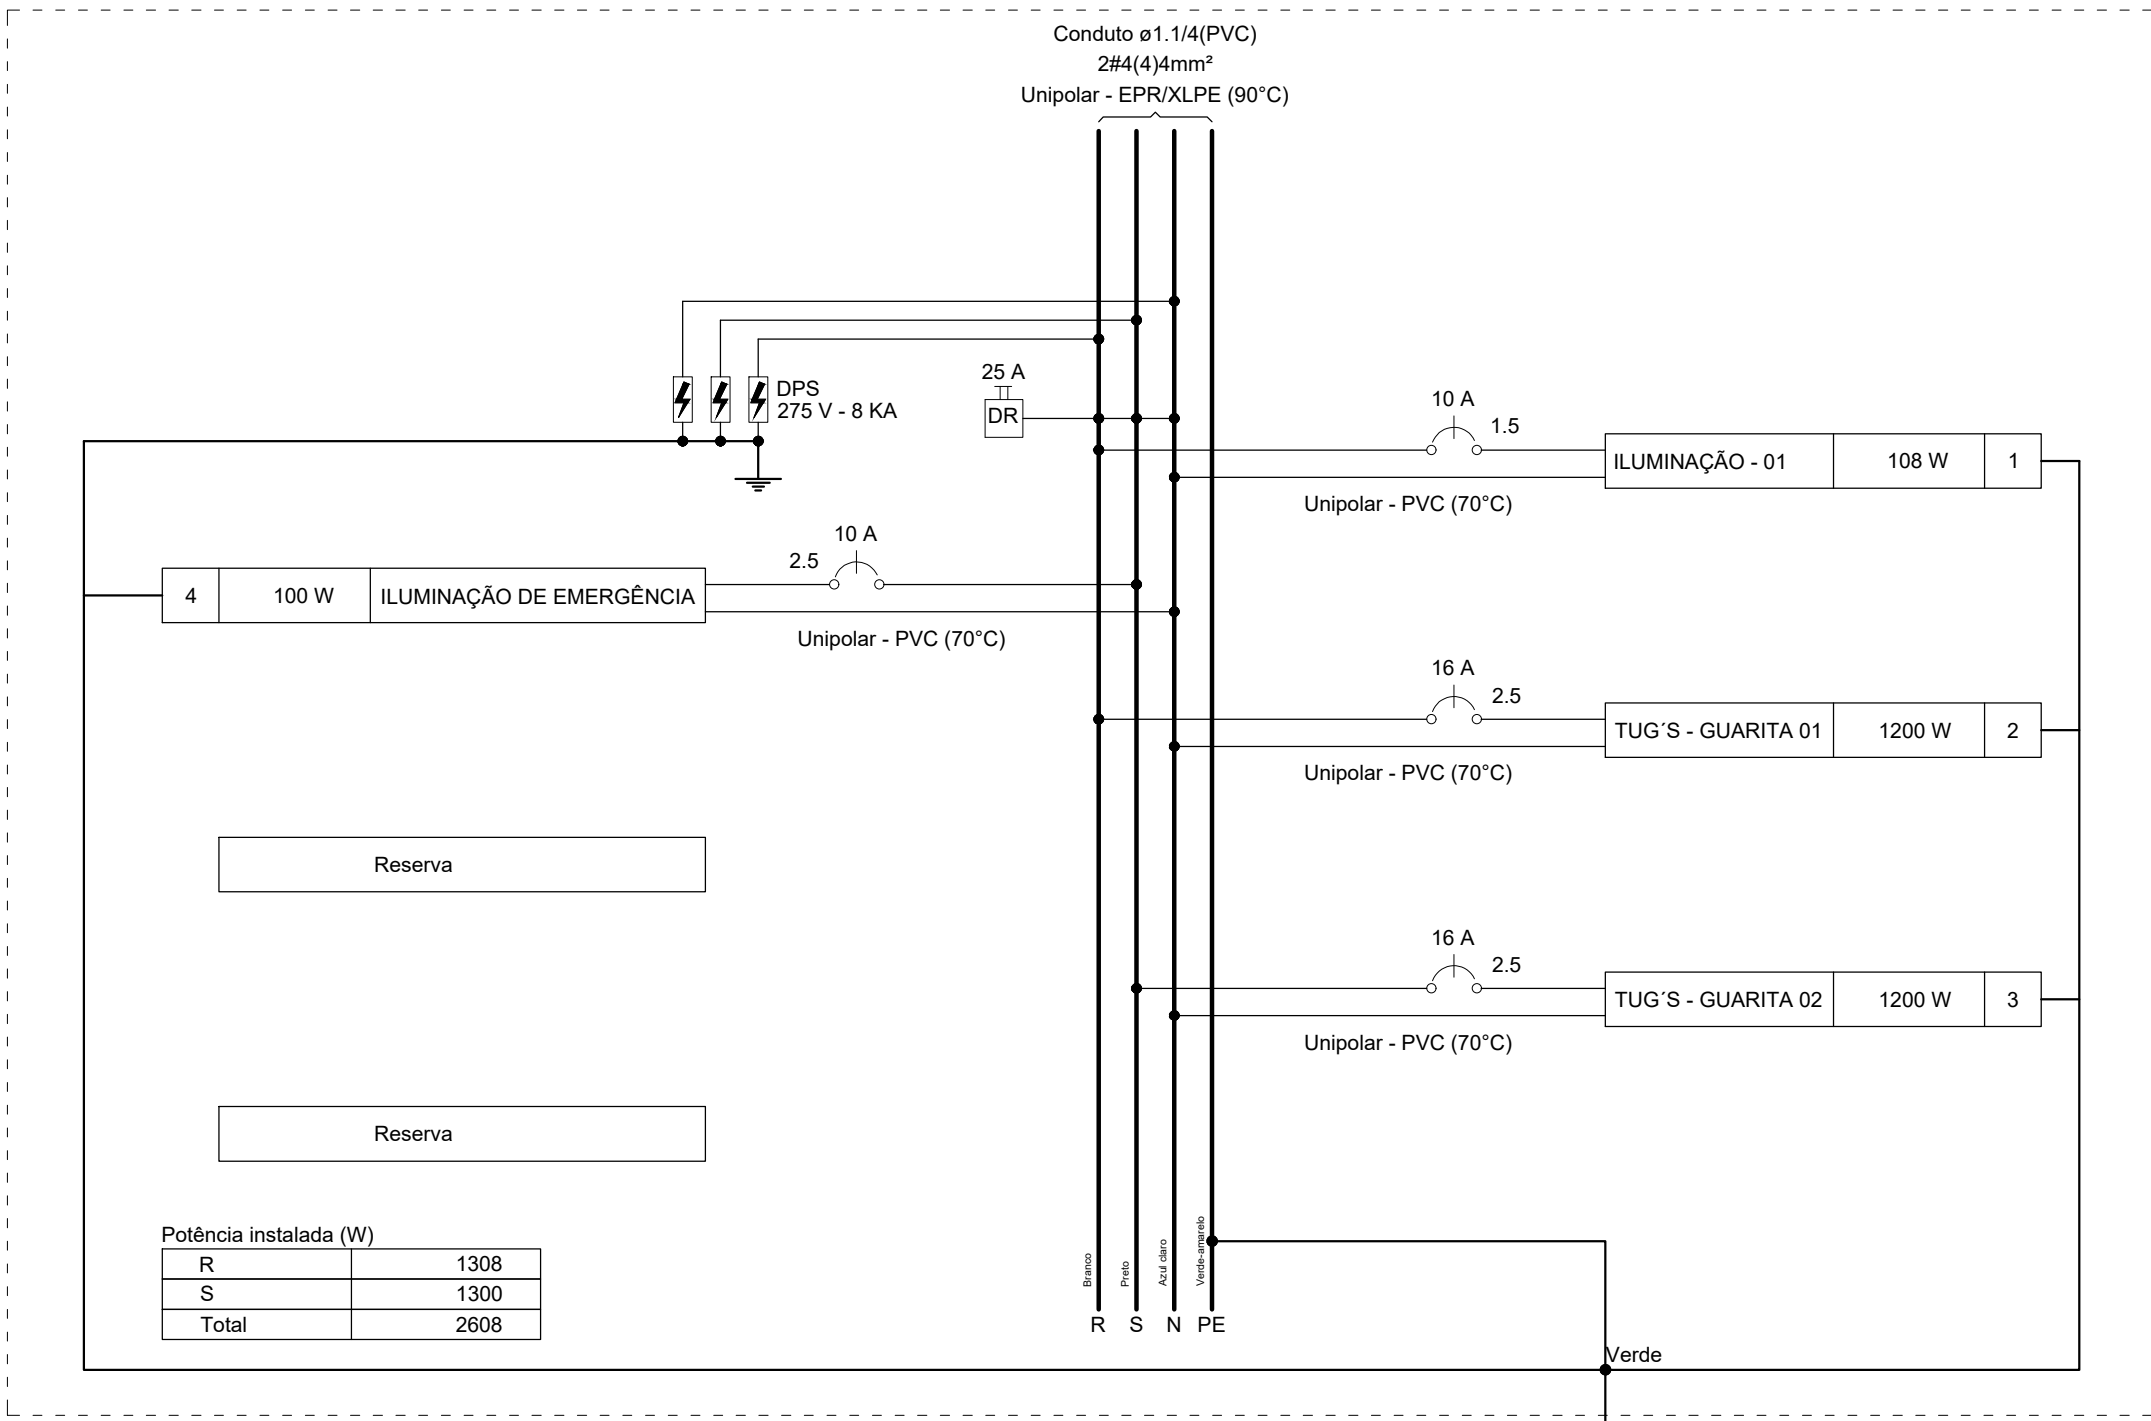 Conduto ø1.1/4(PVC)
2#4(4)4mm²
Unipolar - EPR/XLPE (90°C)
DPS
275 V - 8 KA
25 A
DR
10 A
1.5
ILUMINAÇÃO - 01 108 W 1
Unipolar - PVC (70°C)
10 A
2.5
4 100 W ILUMINAÇÃO DE EMERGÊNCIA
Unipolar - PVC (70°C)
16 A
2.5
TUG´S - GUARITA 01 1200 W 2
Unipolar - PVC (70°C)
Reserva
16 A
2.5
TUG´S - GUARITA 02 1200 W 3
Unipolar - PVC (70°C)
Reserva
Potência instalada (W)
R 1308
S 1300
Total 2608
Branco
Preto
Azul claro
Verde-amarelo
R S N PE
Verde